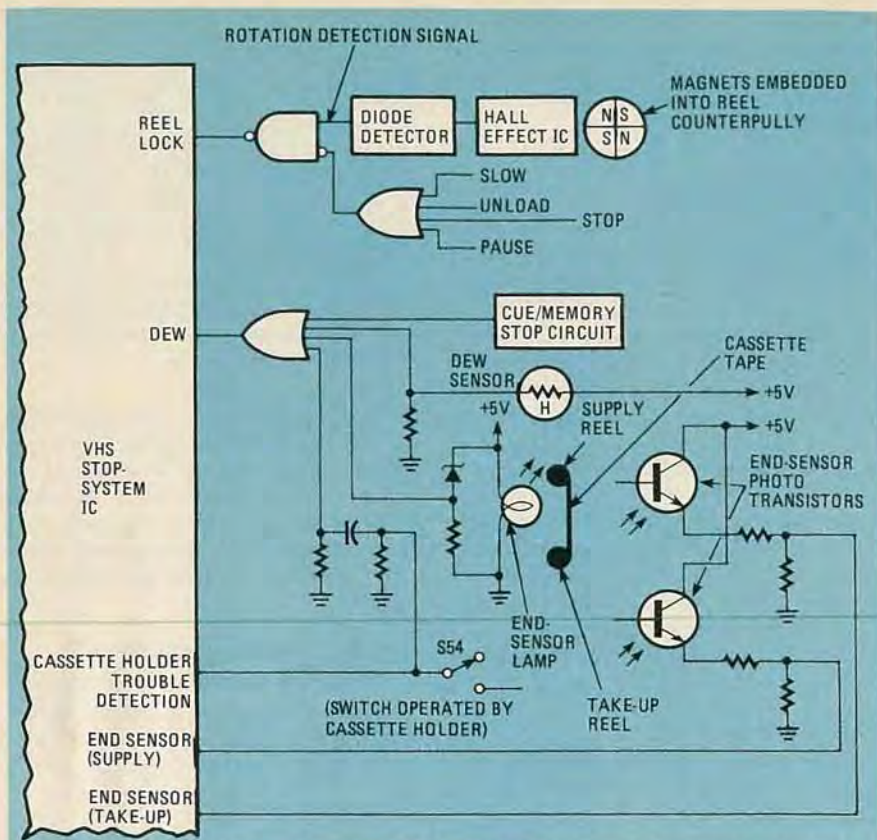 ROTATION DETECTION SIGNAL
MAGNETS EMBEDDED
INTO REEL
COUNTERPULLY
REEL
LOCK
DIODE
DETECTOR
HALL
EFFECT IC
N S
S N
SLOW
UNLOAD
STOP
PAUSE
CUE/MEMORY
STOP CIRCUIT
DEW
DEW
SENSOR
H
CASSETTE
TAPE
+5V
+5V
SUPPLY
REEL
+5V
VHS
STOP-
SYSTEM
IC
END-SENSOR
PHOTO
TRANSISTORS
END-
SENSOR
LAMP
S54
CASSETTE HOLDER
TROUBLE
DETECTION
(SWITCH OPERATED BY
CASSETTE HOLDER)
TAKE-UP
REEL
END SENSOR
(SUPPLY)
END SENSOR
(TAKE-UP)